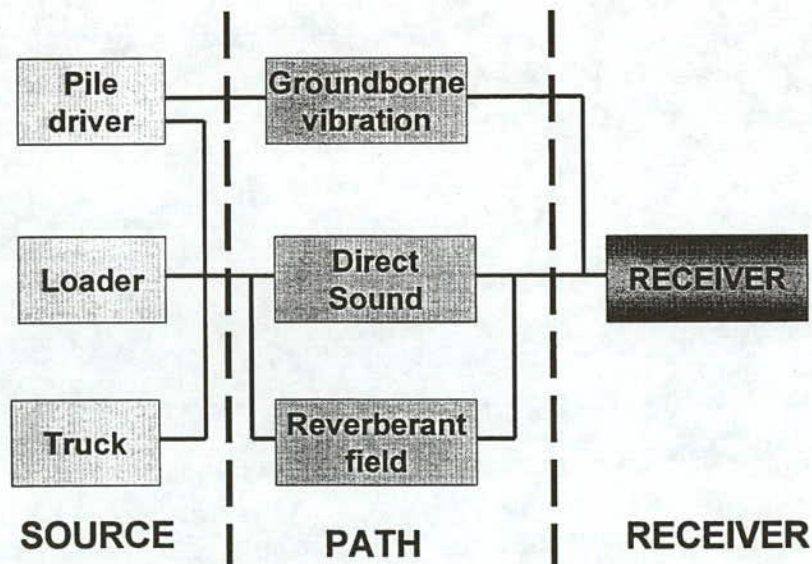 Pile
driver
Groundborne
vibration
Loader
Direct
Sound
RECEIVER
Truck
Reverberant
field
SOURCE
PATH
RECEIVER